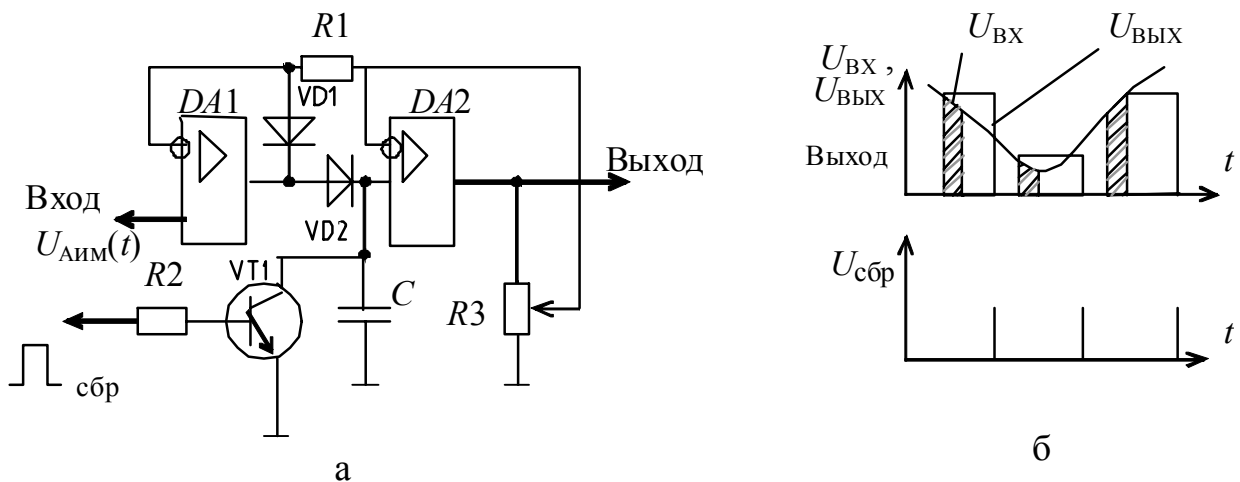 R1
VD1
DA1
DA2
Выход
Вход
U_АИМ(t)
VD2
R2
VT1
C
R3
сбр
а
U_ВХ
U_ВЫХ
U_ВХ ,
U_ВЫХ
Выход
t
U_сбр
t
б